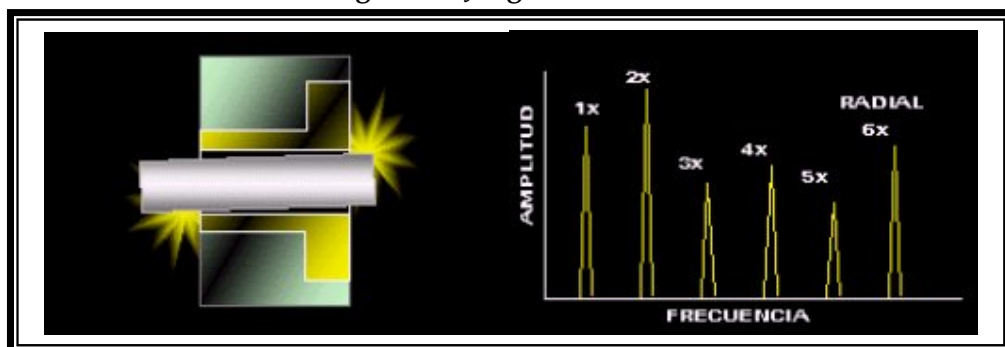 2x
1x
RADIAL
6x
4x
3x
5x
AMPLITUD
FRECUENCIA